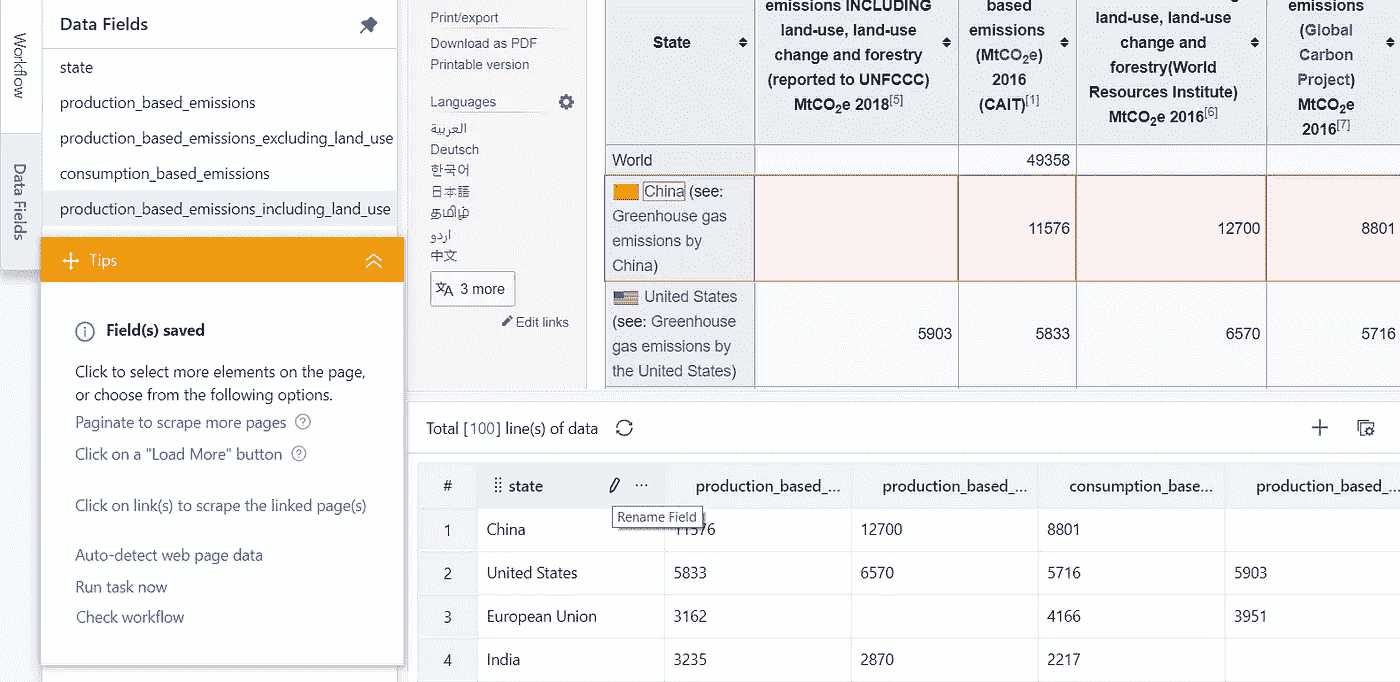 Workflow
Data Fields
Data Fields
state
production_based_emissions
production_based_emissions_excluding_land_use
consumption_based_emissions
production_based_emissions_including_land_use
Tips
Field(s) saved
Click to select more elements on the page,
or choose from the following options.
Paginate to scrape more pages
Click on a "Load More" button
Click on link(s) to scrape the linked page(s)
Auto-detect web page data
Run task now
Check workflow
Print/export
Download as PDF
Printable version
Languages
العربية
Deutsch
한국어
日本語
தமிழ்
اردو
中文
3 more
Edit links
State
emissions INCLUDING
land-use, land-use
change and forestry
(reported to UNFCCC)
MtCO2e 2018[5]
based
emissions
(MtCO2e)
2016
(CAIT)[1]
land-use, land-use
change and
forestry(World
Resources Institute)
MtCO2e 2016[6]
emissions
(Global
Carbon
Project)
MtCO2e
2016[7]
World 49358
China (see:
Greenhouse gas
emissions by
China)
11576 12700 8801
United States
(see: Greenhouse
gas emissions by
the United States)
5903 5833 6570 5716
Total [100] line(s) of data
# state production_based_... production_based_... consumption_base... production_based_...
Rename Field
1 China 11576 12700 8801
2 United States 5833 6570 5716 5903
3 European Union 3162 4166 3951
4 India 3235 2870 2217